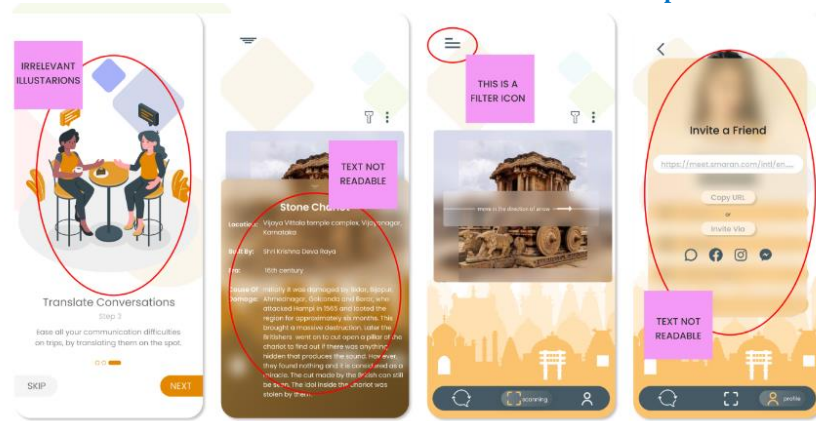 IRRELEVANT
ILLUSTARIONS
Translate Conversations
Step 3
Ease all your communication difficulties
on trips, by translating them on the spot.
SKIP
NEXT
TEXT NOT
READABLE
Stone Chariot
Location: Vijaya Vittala temple complex, Vijayanagar,
Karnataka
Built By: Shri Krishna Deva Raya
Era: 16th century
Cause Of Initially it was damaged by Bidar, Bijapur,
Damage: Ahmednagar, Golconda and Berar, who
attacked Hampi in 1565 and looted the
region for approximately six months. This
brought a massive destruction. Later the
Britishers went on to cut open a pillar of the
chariot to find out if there was anything
hidden that produces the sound. However,
they found nothing and it is considered as a
miracle. The cut made by the British can still
be seen. The idol inside the chariot was
stolen by them.
THIS IS A
FILTER ICON
move in the direction of arrow
scanning
Invite a Friend
https://meet.smaran.com/intl/en___
Copy URL
or
Invite Via
TEXT NOT
READABLE
profile